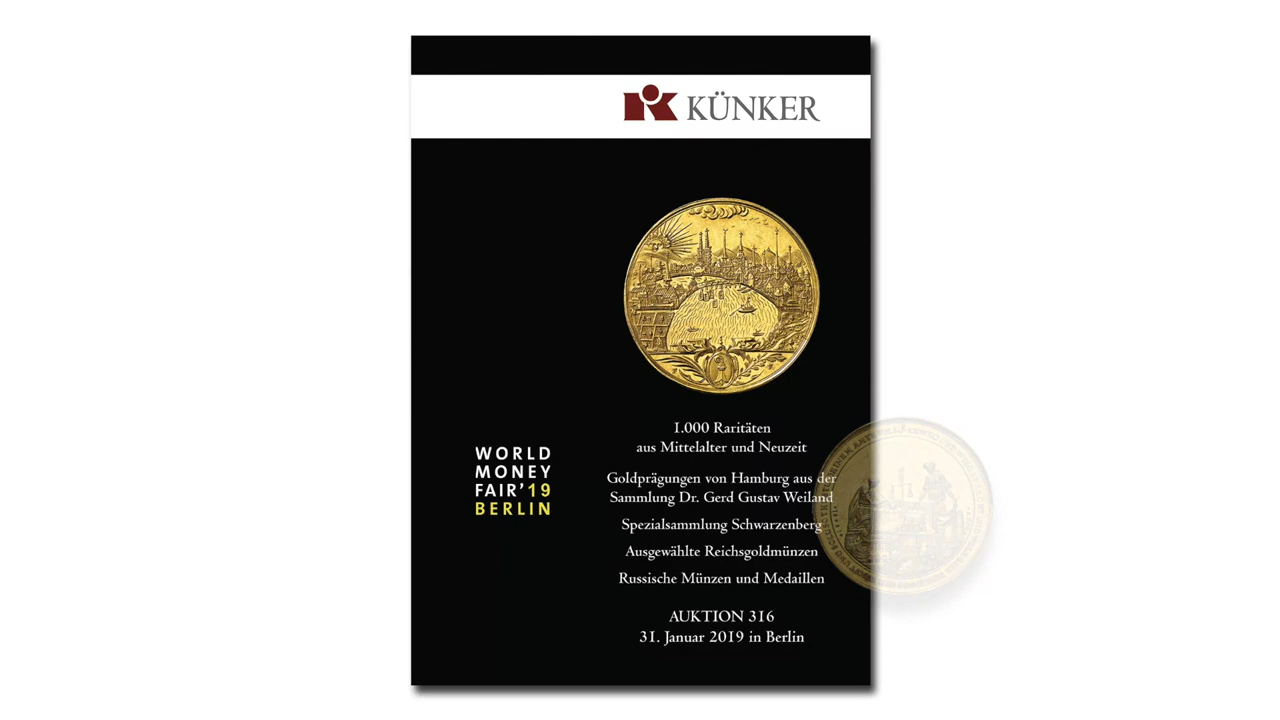 KÜNKER
1.000 Raritäten
aus Mittelalter und Neuzeit
Goldprägungen von Hamburg aus der
Sammlung Dr. Gerd Gustav Weiland
Spezialsammlung Schwarzenberg
Ausgewählte Reichsgoldmünzen
Russische Münzen und Medaillen
AUKTION 316
31. Januar 2019 in Berlin
WORLD
MONEY
FAIR'19
BERLIN